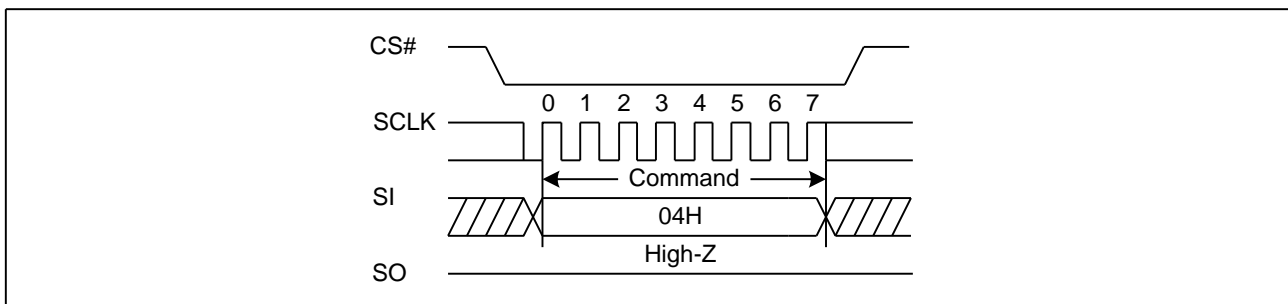 CS#
0 1 2 3 4 5 6 7
SCLK
Command
SI
04H
High-Z
SO